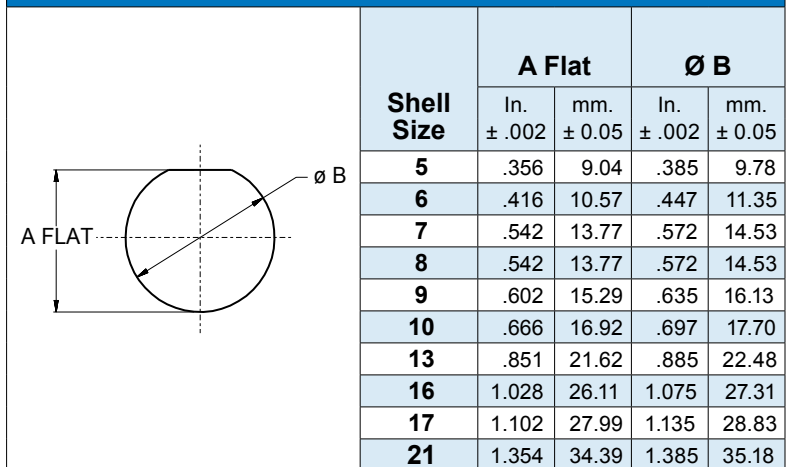 A FLAT
ø B
Shell Size
A Flat
Ø B
In. ± .002
mm. ± 0.05
In. ± .002
mm. ± 0.05
5 .356 9.04 .385 9.78
6 .416 10.57 .447 11.35
7 .542 13.77 .572 14.53
8 .542 13.77 .572 14.53
9 .602 15.29 .635 16.13
10 .666 16.92 .697 17.70
13 .851 21.62 .885 22.48
16 1.028 26.11 1.075 27.31
17 1.102 27.99 1.135 28.83
21 1.354 34.39 1.385 35.18